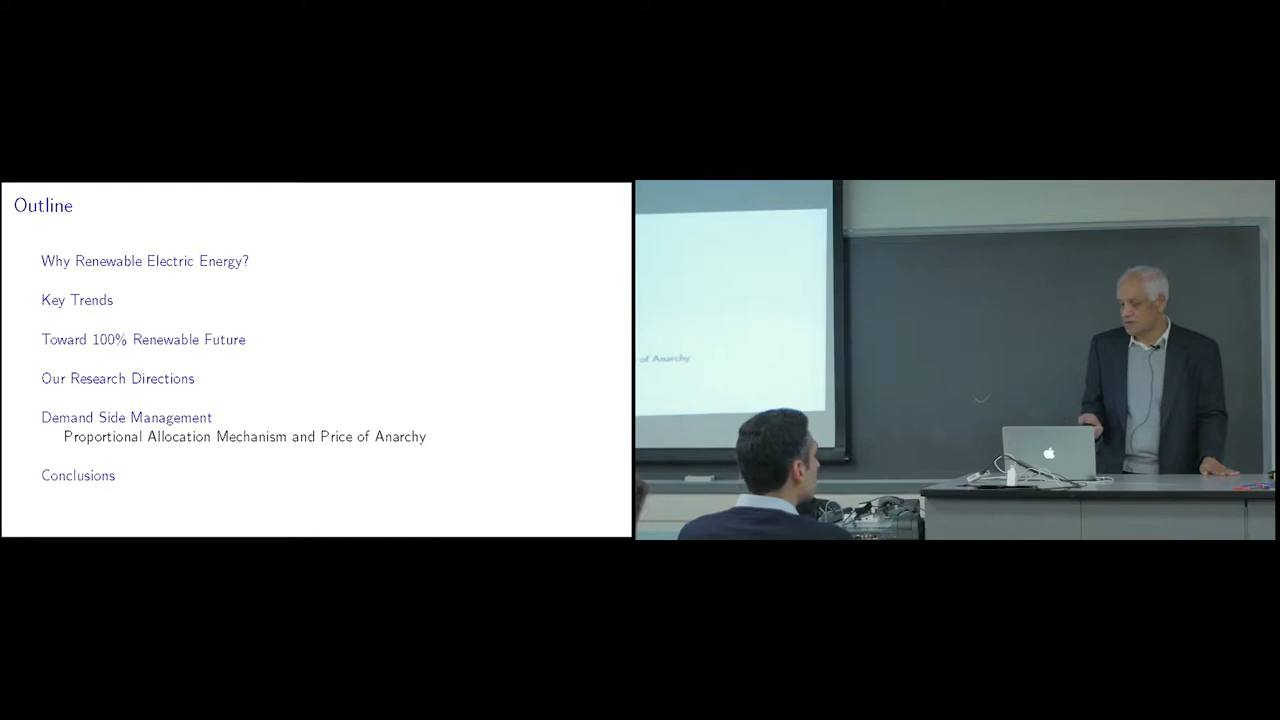 Outline
Why Renewable Electric Energy?
Key Trends
Toward 100% Renewable Future
Our Research Directions
Demand Side Management
Proportional Allocation Mechanism and Price of Anarchy
Conclusions
of Anarchy